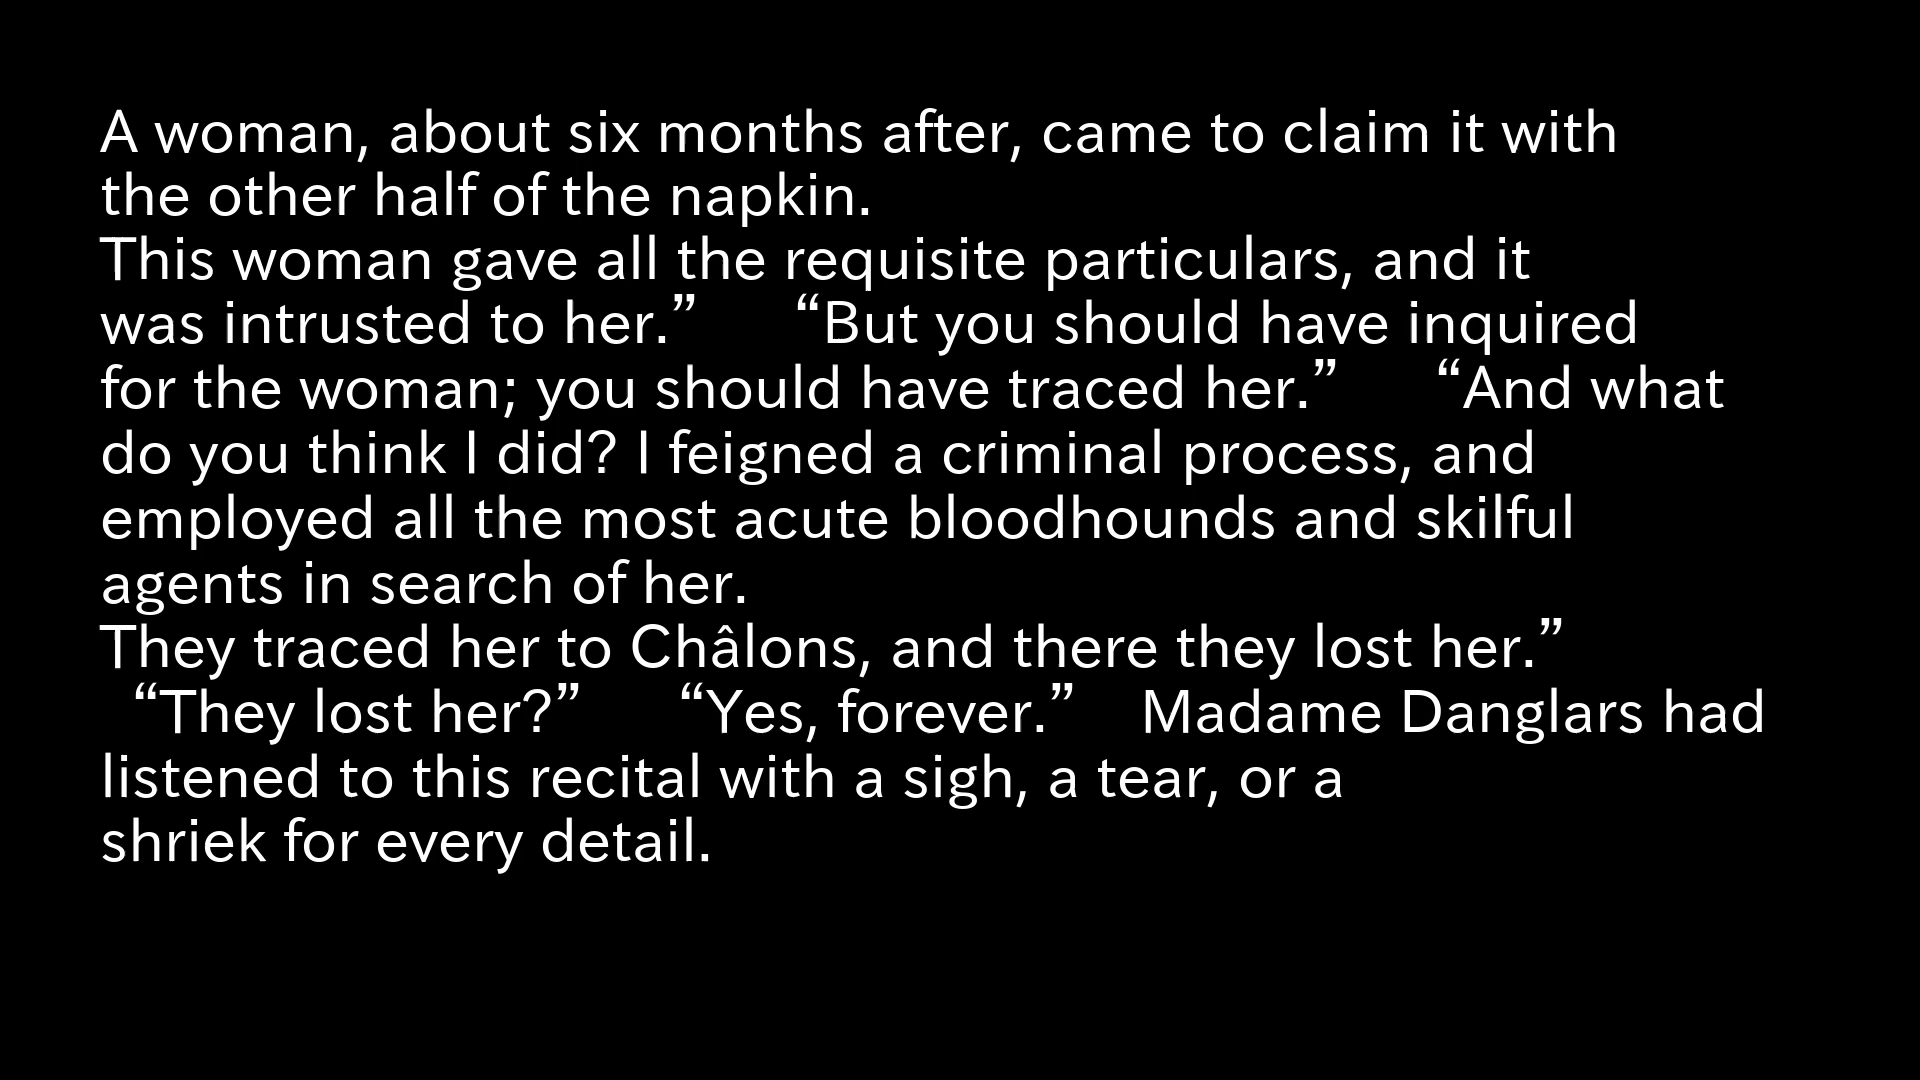 A woman, about six months after, came to claim it with
the other half of the napkin.
This woman gave all the requisite particulars, and it
was intrusted to her.” “But you should have inquired
for the woman; you should have traced her.” “And what
do you think I did? I feigned a criminal process, and
employed all the most acute bloodhounds and skilful
agents in search of her.
They traced her to Châlons, and there they lost her.”
“They lost her?” “Yes, forever.” Madame Danglars had
listened to this recital with a sigh, a tear, or a
shriek for every detail.